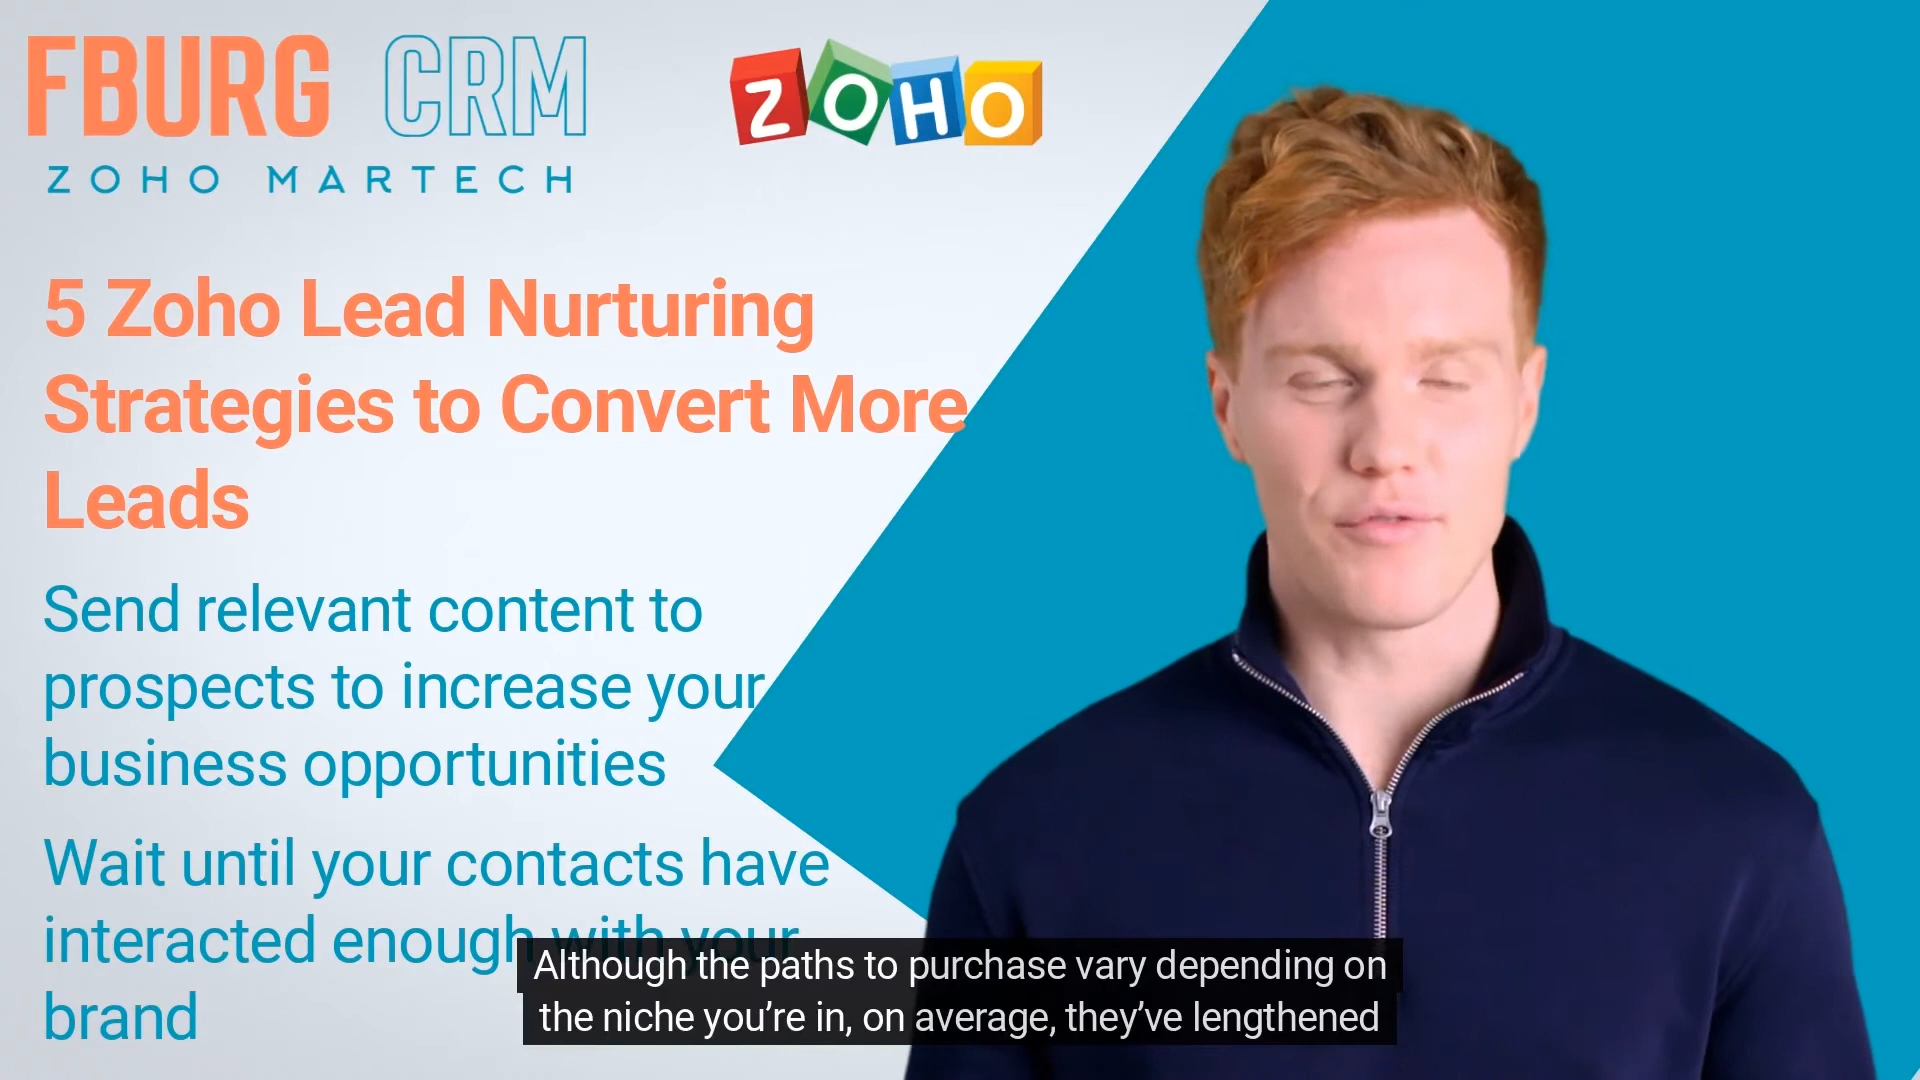 FBURG CRM
ZOHO MARTECH
ZOHO
5 Zoho Lead Nurturing
Strategies to Convert More
Leads
Send relevant content to
prospects to increase your
business opportunities
Wait until your contacts have
interacted enough with your
brand
Although the paths to purchase vary depending on
the niche you’re in, on average, they’ve lengthened